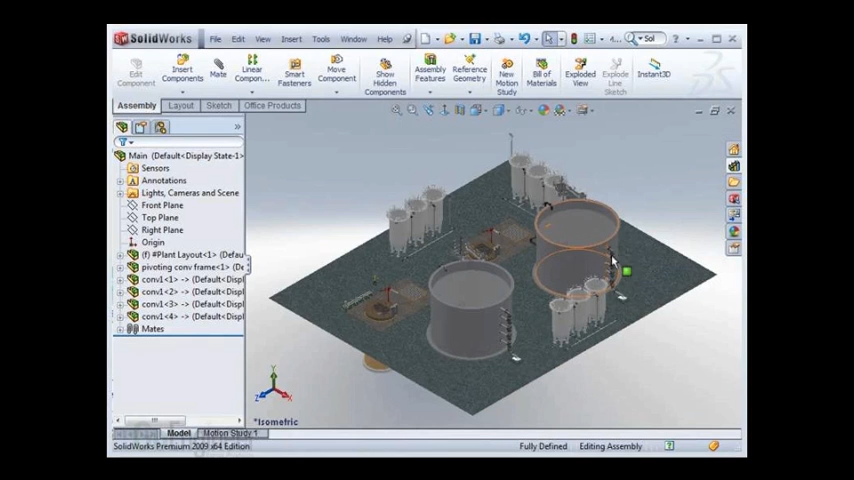 SolidWorks File Edit View Insert Tools Window Help 4... Sol
Edit Component
Insert Components
Mate
Linear Compon...
Smart Fasteners
Move Component
Show Hidden Components
Assembly Features
Reference Geometry
New Motion Study
Bill of Materials
Exploded View
Explode Line Sketch
Instant3D
Assembly Layout Sketch Office Products
Main (Default<Display State-1>
Sensors
Annotations
Lights, Cameras and Scene
Front Plane
Top Plane
Right Plane
Origin
(f) #Plant Layout<1> (Defau
pivoting conv frame<1> (De
conv1<1> -> (Default<Displ
conv1<2> -> (Default<Displ
conv1<3> -> (Default<Displ
conv1<4> -> (Default<Displ
Mates
Y
Z X
*Isometric
Model Motion Study 1
SolidWorks Premium 2009 x64 Edition Fully Defined Editing Assembly